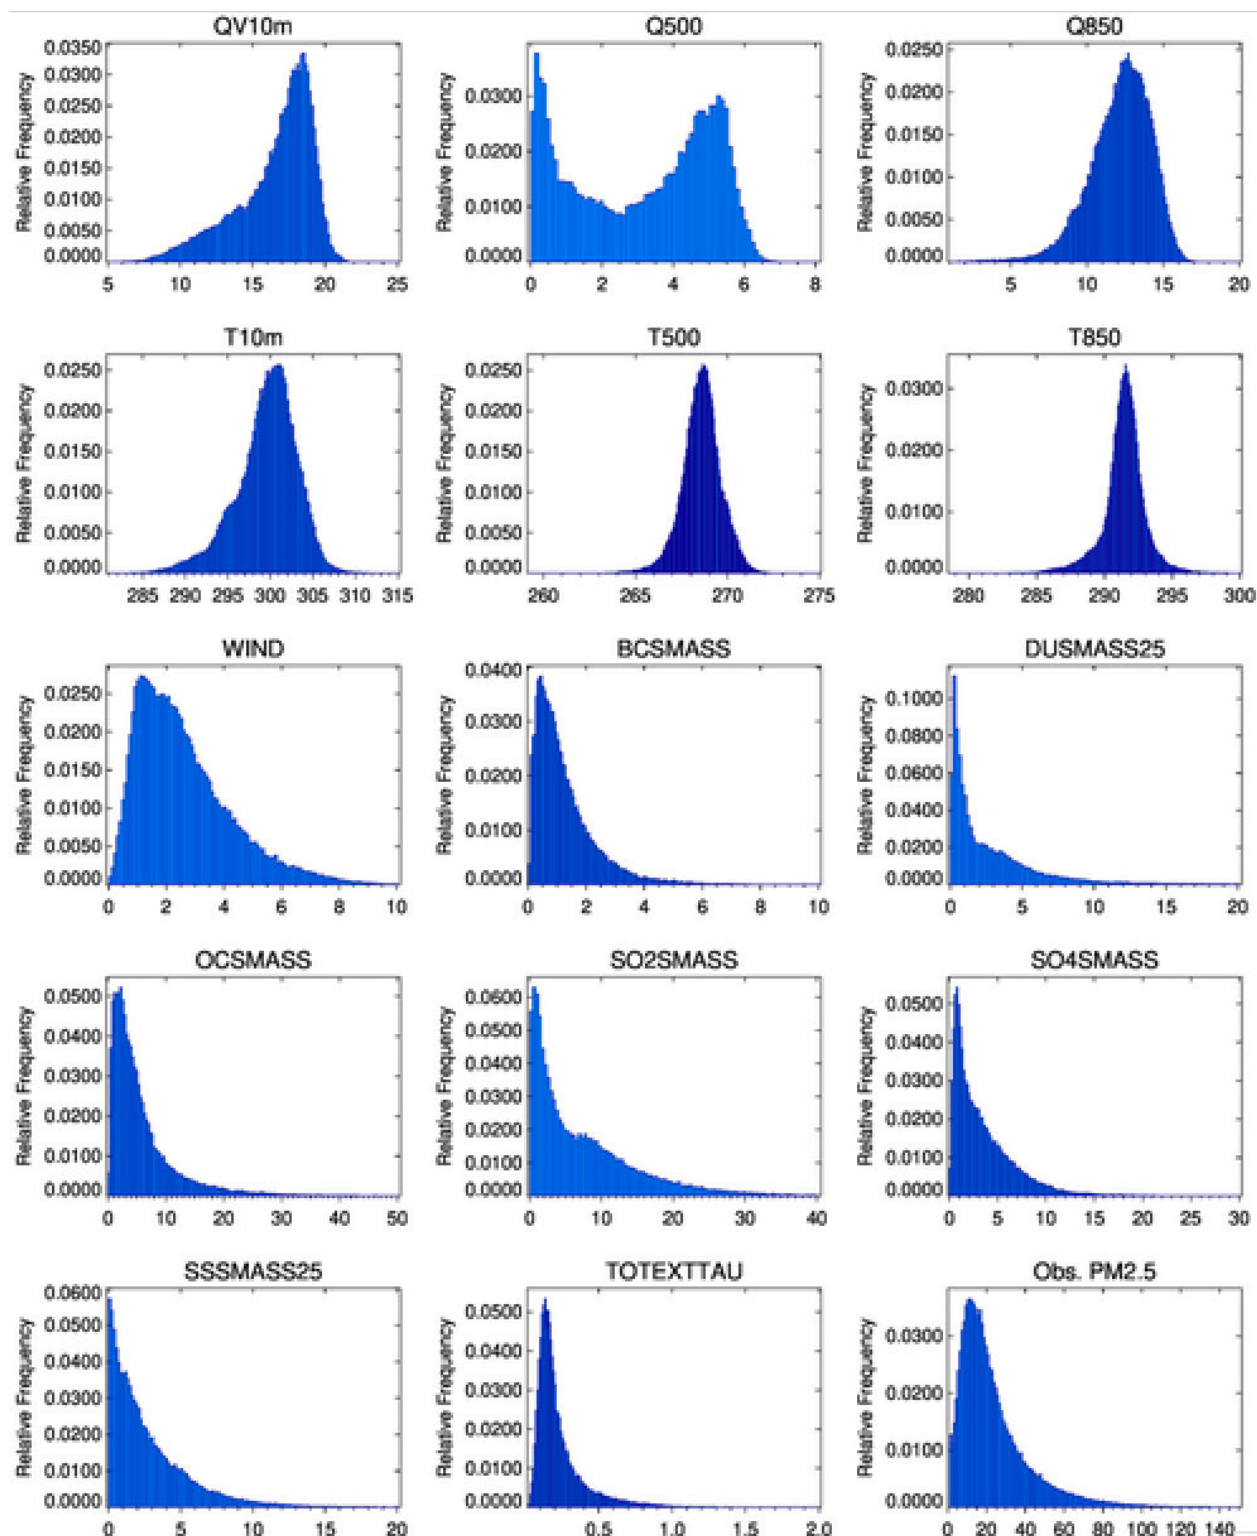 QV10m Q500 Q850
Relative Frequency 0.0350 0.0300 0.0250 0.0200 0.0150 0.0100 0.0050 0.0000
5 10 15 20 25
Relative Frequency 0.0300 0.0200 0.0100 0.0000
0 2 4 6 8
Relative Frequency 0.0250 0.0200 0.0150 0.0100 0.0050 0.0000
5 10 15 20
T10m T500 T850
Relative Frequency 0.0250 0.0200 0.0150 0.0100 0.0050 0.0000
285 290 295 300 305 310 315
Relative Frequency 0.0250 0.0200 0.0150 0.0100 0.0050 0.0000
260 265 270 275
Relative Frequency 0.0300 0.0200 0.0100 0.0000
280 285 290 295 300
WIND BCSMASS DUSMASS25
Relative Frequency 0.0250 0.0200 0.0150 0.0100 0.0050 0.0000
0 2 4 6 8 10
Relative Frequency 0.0400 0.0300 0.0200 0.0100 0.0000
0 2 4 6 8 10
Relative Frequency 0.1000 0.0800 0.0600 0.0400 0.0200 0.0000
0 5 10 15 20
OCSMASS SO2SMASS SO4SMASS
Relative Frequency 0.0500 0.0400 0.0300 0.0200 0.0100 0.0000
0 10 20 30 40 50
Relative Frequency 0.0600 0.0500 0.0400 0.0300 0.0200 0.0100 0.0000
0 10 20 30 40
Relative Frequency 0.0500 0.0400 0.0300 0.0200 0.0100 0.0000
0 5 10 15 20 25 30
SSSMASS25 TOTEXTTAU Obs. PM2.5
Relative Frequency 0.0600 0.0500 0.0400 0.0300 0.0200 0.0100 0.0000
0 5 10 15 20
Relative Frequency 0.0500 0.0400 0.0300 0.0200 0.0100 0.0000
0.5 1.0 1.5 2.0
Relative Frequency 0.0300 0.0200 0.0100 0.0000
0 20 40 60 80 100 120 140